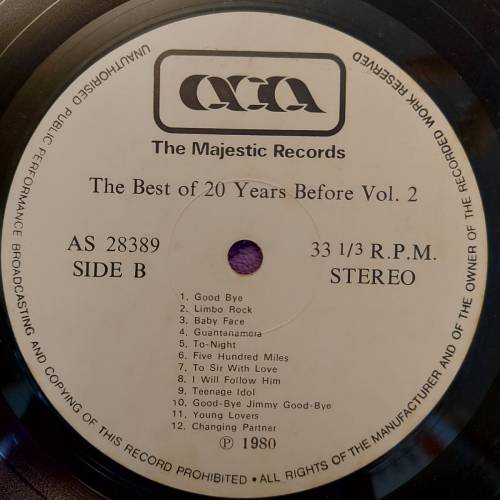 The Majestic Records
The Best of 20 Years Before Vol. 2
AS 28389
SIDE B
33 1/3 R.P.M.
STEREO
1. Good Bye
2. Limbo Rock
3. Baby Face
4. Guantanamera
5. To-Night
6. Five Hundred Miles
7. To Sir With Love
8. I Will Follow Him
9. Teenage Idol
10. Good-Bye Jimmy Good-Bye
11. Young Lovers
12. Changing Partner
℗ 1980
ALL RIGHTS OF THE MANUFACTURER AND OF THE OWNER OF THE RECORDED WORK RESERVED
UNAUTHORISED PUBLIC PERFORMANCE BROADCASTING AND COPYING OF THIS RECORD PROHIBITED •